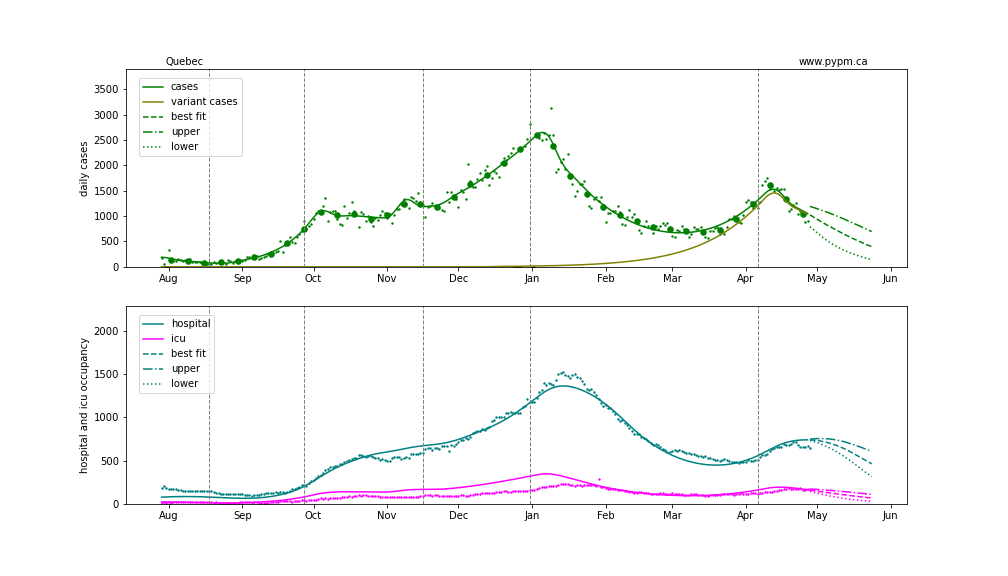 Quebec www.pypm.ca
daily cases
3500
3000
2500
2000
1500
1000
500
0
cases
variant cases
best fit
upper
lower
Aug Sep Oct Nov Dec Jan Feb Mar Apr May Jun
hospital and icu occupancy
2000
1500
1000
500
0
hospital
icu
best fit
upper
lower
Aug Sep Oct Nov Dec Jan Feb Mar Apr May Jun